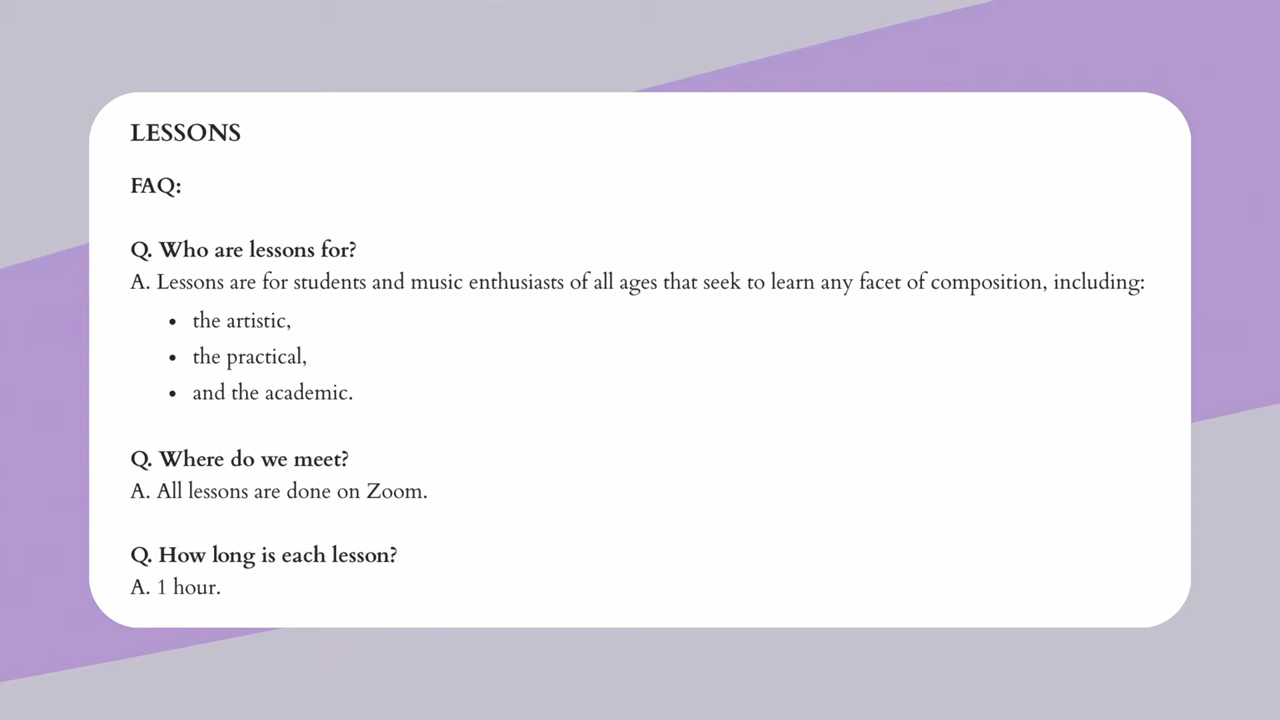 LESSONS
FAQ:
Q. Who are lessons for?
A. Lessons are for students and music enthusiasts of all ages that seek to learn any facet of composition, including:
• the artistic,
• the practical,
• and the academic.
Q. Where do we meet?
A. All lessons are done on Zoom.
Q. How long is each lesson?
A. 1 hour.